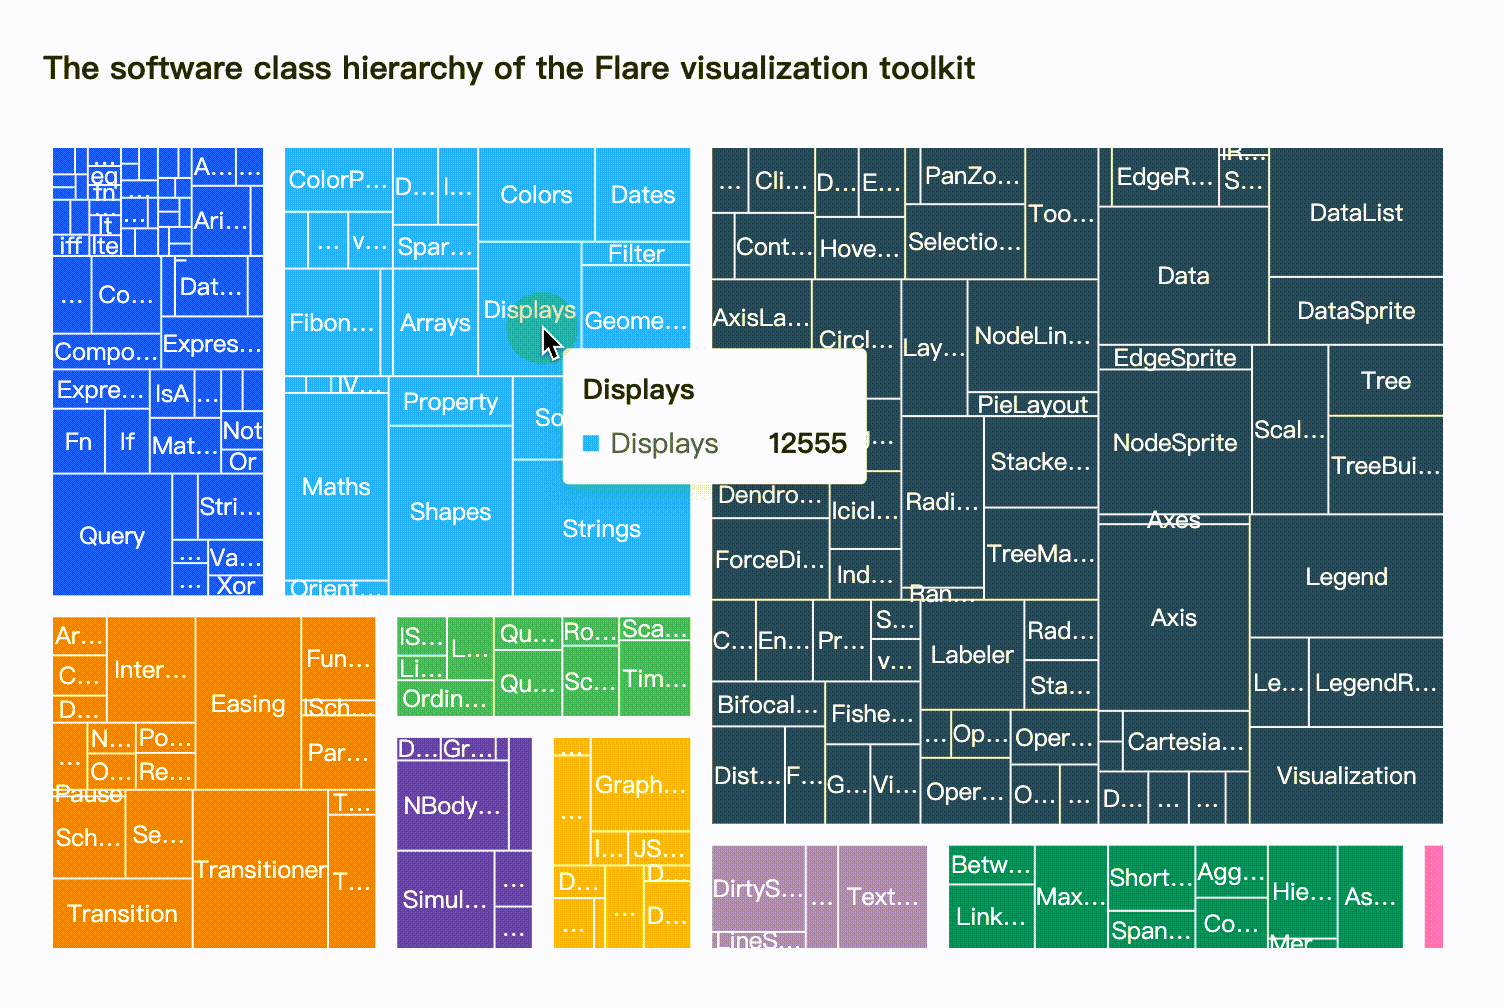 The software class hierarchy of the Flare visualization toolkit
...
eq
fn
...
...
lt
...
iff
lte
A...
...
Ari...
...
Co...
Dat...
Compo...
Expres...
Expre...
IsA
...
Fn
If
Mat...
Not
Or
Query
Stri...
...
Va...
...
Xor
ColorP...
D...
I...
Colors
Dates
...
v...
Spar...
Filter
Fibon...
Arrays
Displays
Geome...
IV...
Property
So
Maths
Shapes
Strings
Orient...
Displays
Displays 12555
...
Cli...
D...
E...
PanZo...
Too...
Cont...
Hove...
Selectio...
AxisLa...
Circl...
Lay...
NodeLin...
PieLayout
Dendro...
Icicl...
Radi...
Stacke...
ForceDi...
Ind...
TreeMa...
Ran...
C...
En...
Pr...
S...
v...
Labeler
Rad...
Sta...
Bifocal...
Fishe...
...
Op...
Oper...
Dist...
F...
G...
Vi...
Oper...
O...
...
EdgeR...
IR...
S...
DataList
Data
DataSprite
EdgeSprite
Tree
NodeSprite
Scal...
TreeBui...
Axes
Axis
Legend
Le...
LegendR...
Cartesia...
D...
...
...
Visualization
Ar...
Inter...
Easing
Fun...
C...
D...
ISch...
...
N...
Po...
Par...
O...
Re...
Pause
Sch...
Se...
Transitioner
T...
T...
Transition
IS...
L...
Qu...
Ro...
Sca...
Li...
Qu...
Sc...
Tim...
Ordin...
D...
Gr...
NBody...
Simul...
...
...
...
Graph...
...
I...
JS...
D...
D...
...
...
D...
DirtyS...
...
Text...
LineS...
Betw...
Max...
Short...
Agg...
Hie...
As...
Link...
Span...
Co...
Mer